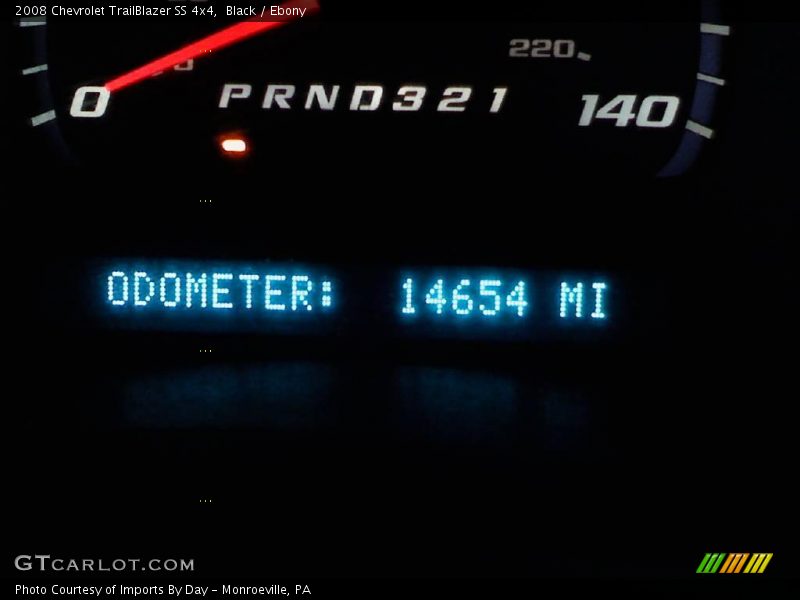 2008 Chevrolet TrailBlazer SS 4x4,  Black / Ebony
220
0 PRND321 140
...
ODOMETER: 14654 MI
...
...
GTCARLOT.COM
Photo Courtesy of Imports By Day - Monroeville, PA